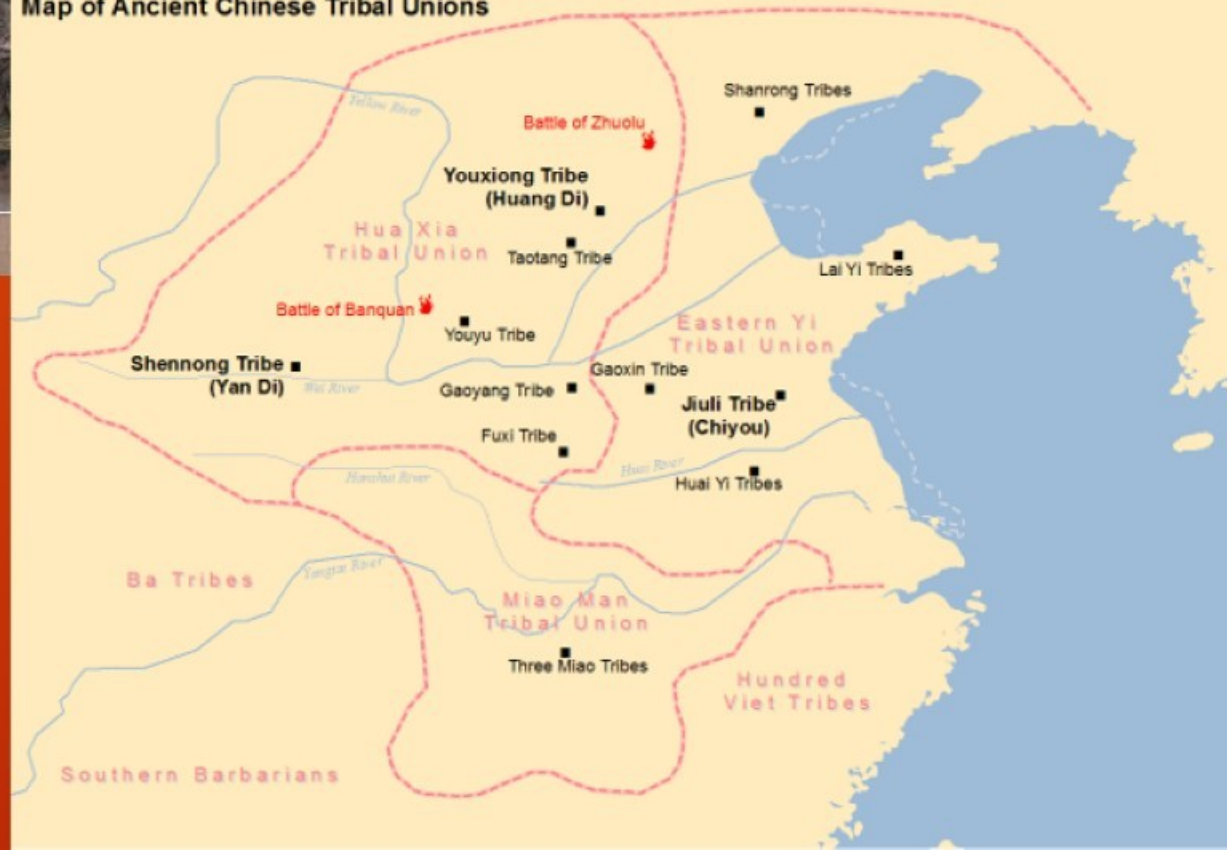 Map of Ancient Chinese Tribal Unions
Shanrong Tribes
Yellow River
Battle of Zhuolu
Youxiong Tribe
(Huang Di)
Hua Xia
Tribal Union
Taotang Tribe
Lai Yi Tribes
Battle of Banquan
Youyu Tribe
Eastern Yi
Tribal Union
Shennong Tribe
(Yan Di)
Wei River
Gaoxin Tribe
Gaoyang Tribe
Jiuli Tribe
(Chiyou)
Fuxi Tribe
Huai River
Hanshui River
Huai Yi Tribes
Ba Tribes
Yangtze River
Miao Man
Tribal Union
Three Miao Tribes
Hundred
Viet Tribes
Southern Barbarians